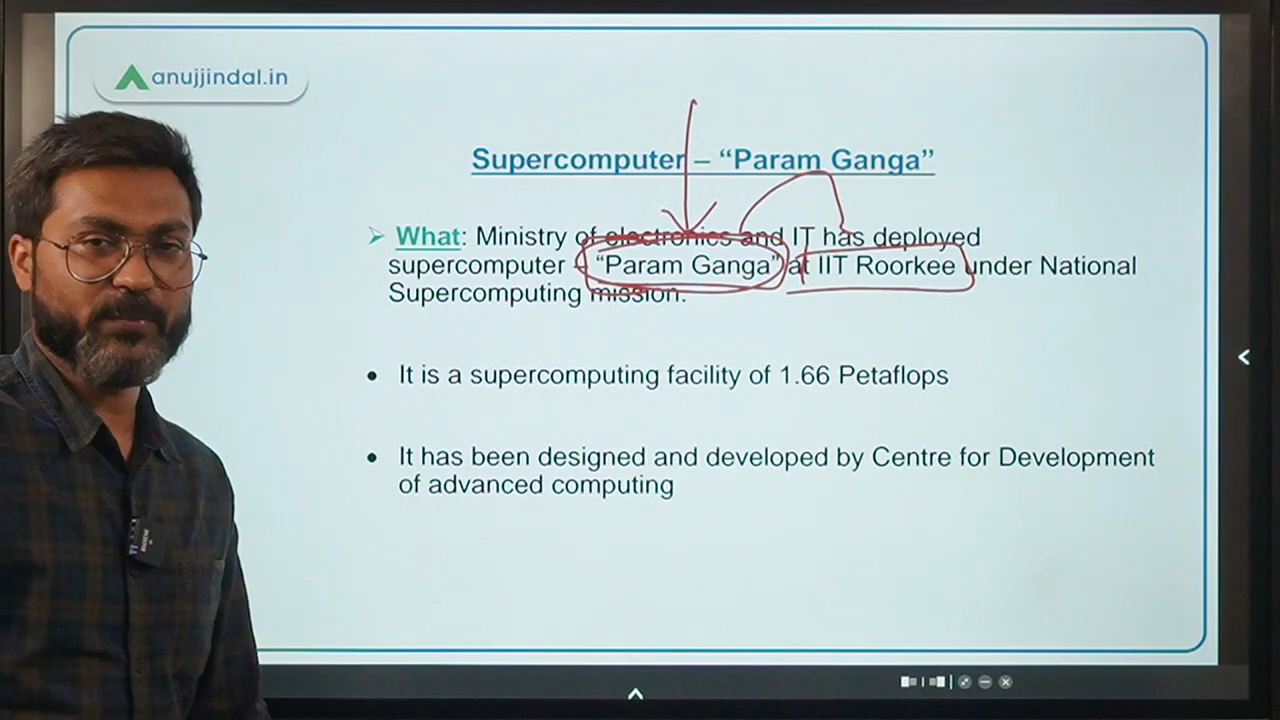 anujjindal.in
Supercomputer – “Param Ganga”
➢ What: Ministry of electronics and IT has deployed
supercomputer – “Param Ganga” at IIT Roorkee under National
Supercomputing mission.
• It is a supercomputing facility of 1.66 Petaflops
• It has been designed and developed by Centre for Development
of advanced computing